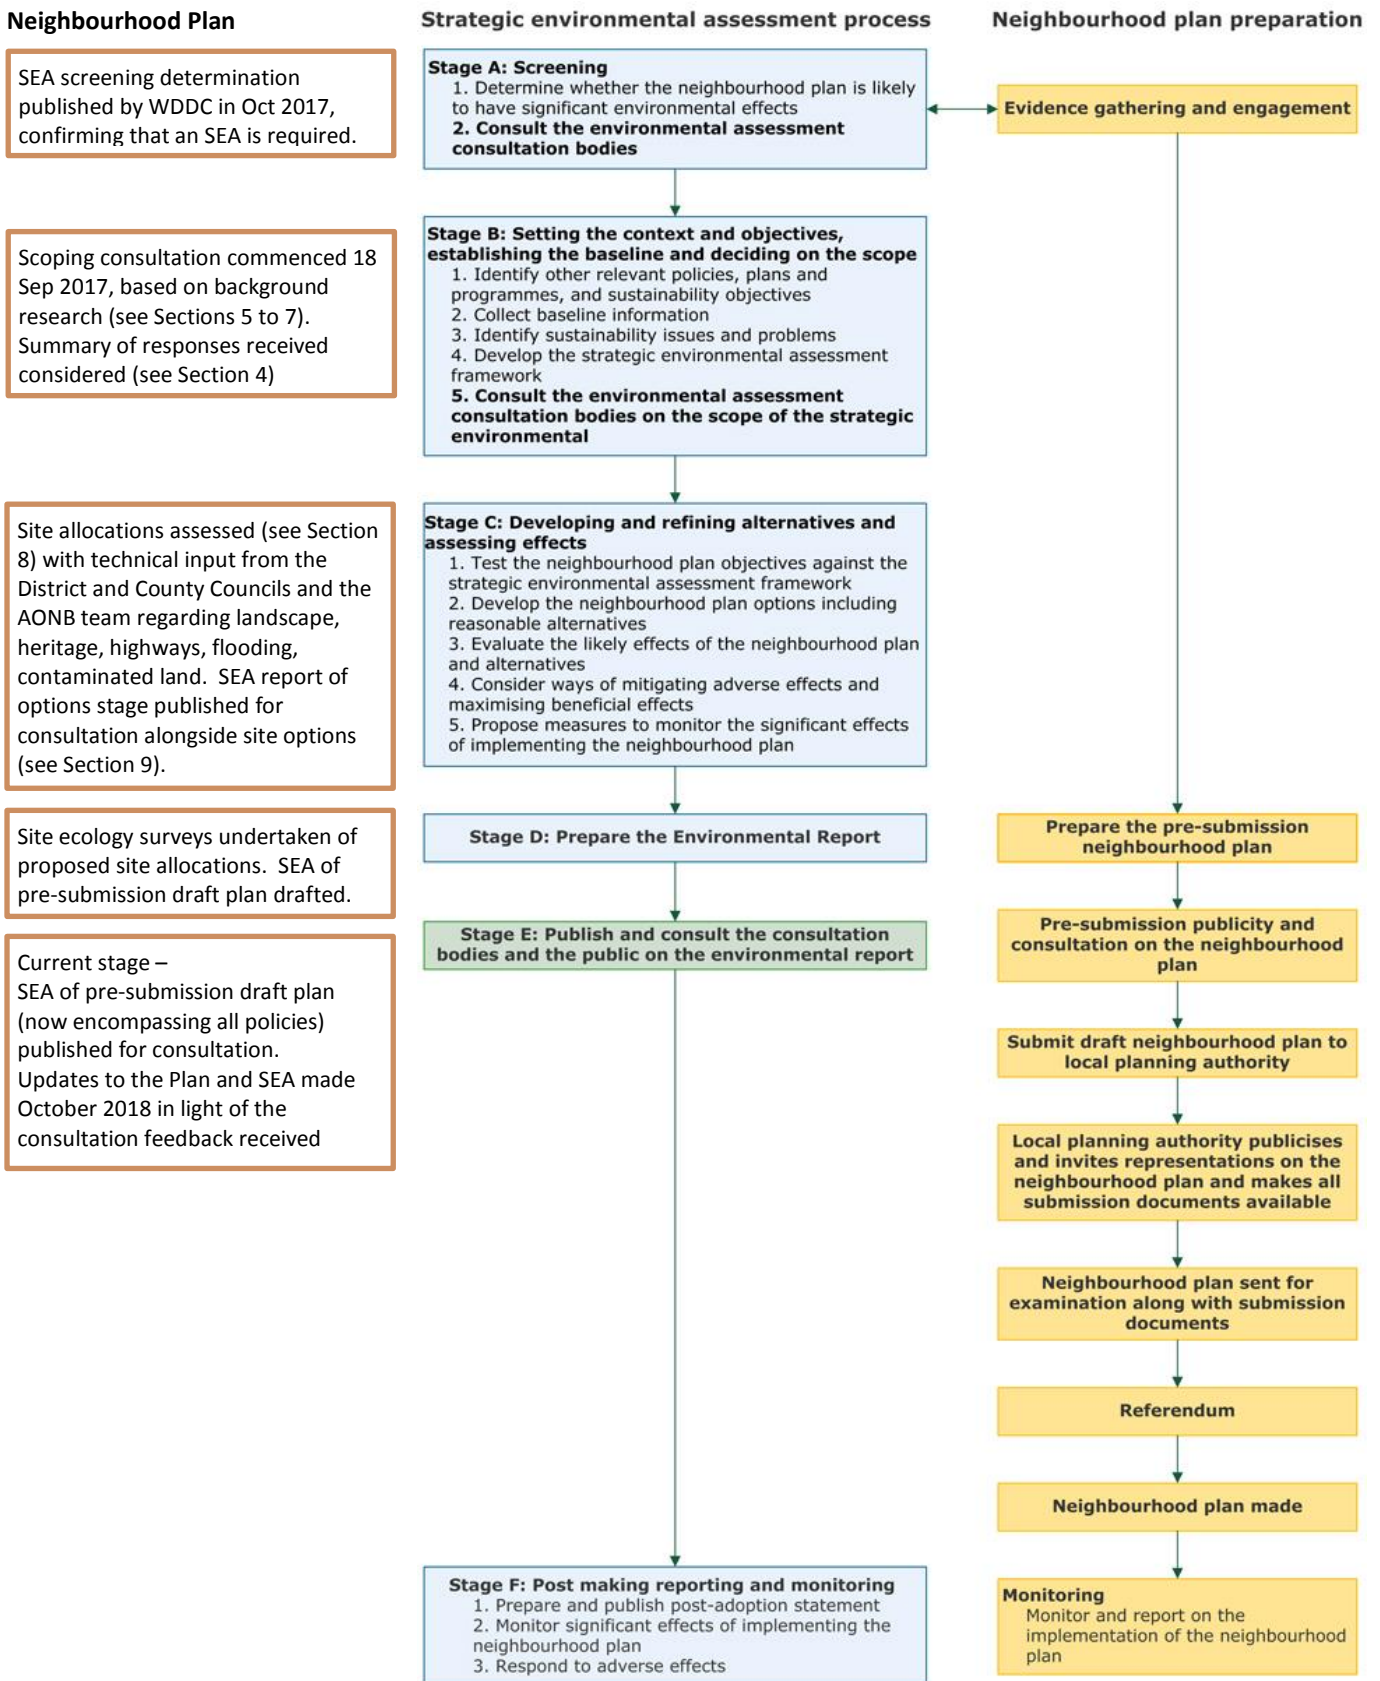 Neighbourhood Plan
SEA screening determination
published by WDDC in Oct 2017,
confirming that an SEA is required.
Scoping consultation commenced 18
Sep 2017, based on background
research (see Sections 5 to 7).
Summary of responses received
considered (see Section 4)
Site allocations assessed (see Section
8) with technical input from the
District and County Councils and the
AONB team regarding landscape,
heritage, highways, flooding,
contaminated land.  SEA report of
options stage published for
consultation alongside site options
(see Section 9).
Site ecology surveys undertaken of
proposed site allocations.  SEA of
pre-submission draft plan drafted.
Current stage –
SEA of pre-submission draft plan
(now encompassing all policies)
published for consultation.
Updates to the Plan and SEA made
October 2018 in light of the
consultation feedback received
Strategic environmental assessment process
Stage A: Screening
1. Determine whether the neighbourhood plan is likely
to have significant environmental effects
2. Consult the environmental assessment
consultation bodies
Stage B: Setting the context and objectives,
establishing the baseline and deciding on the scope
1. Identify other relevant policies, plans and
programmes, and sustainability objectives
2. Collect baseline information
3. Identify sustainability issues and problems
4. Develop the strategic environmental assessment
framework
5. Consult the environmental assessment
consultation bodies on the scope of the strategic
environmental
Stage C: Developing and refining alternatives and
assessing effects
1. Test the neighbourhood plan objectives against the
strategic environmental assessment framework
2. Develop the neighbourhood plan options including
reasonable alternatives
3. Evaluate the likely effects of the neighbourhood plan
and alternatives
4. Consider ways of mitigating adverse effects and
maximising beneficial effects
5. Propose measures to monitor the significant effects
of implementing the neighbourhood plan
Stage D: Prepare the Environmental Report
Stage E: Publish and consult the consultation
bodies and the public on the environmental report
Stage F: Post making reporting and monitoring
1. Prepare and publish post-adoption statement
2. Monitor significant effects of implementing the
neighbourhood plan
3. Respond to adverse effects
Neighbourhood plan preparation
Evidence gathering and engagement
Prepare the pre-submission
neighbourhood plan
Pre-submission publicity and
consultation on the neighbourhood
plan
Submit draft neighbourhood plan to
local planning authority
Local planning authority publicises
and invites representations on the
neighbourhood plan and makes all
submission documents available
Neighbourhood plan sent for
examination along with submission
documents
Referendum
Neighbourhood plan made
Monitoring
Monitor and report on the
implementation of the neighbourhood
plan